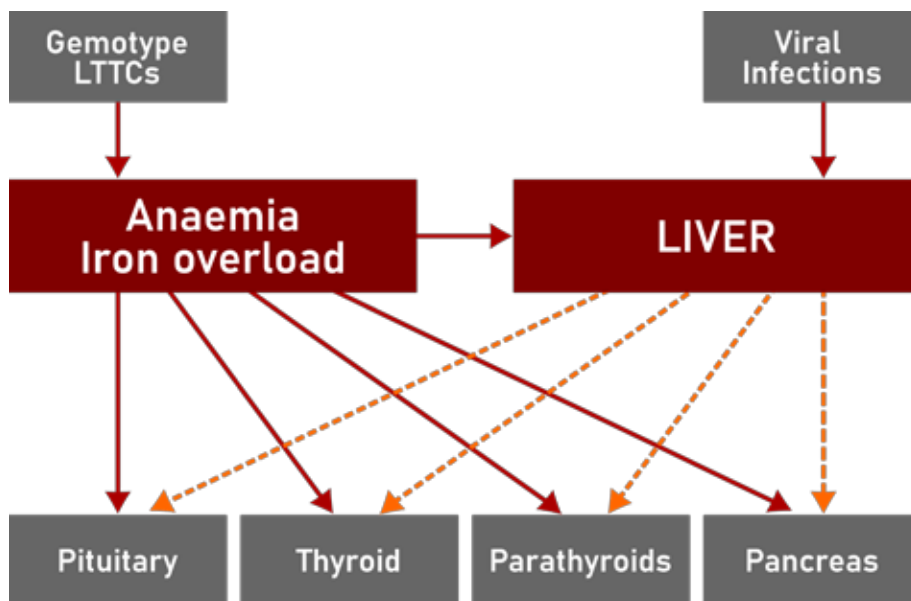 Gemotype
LTTCs
Viral
Infections
Anaemia
Iron overload
LIVER
Pituitary
Thyroid
Parathyroids
Pancreas